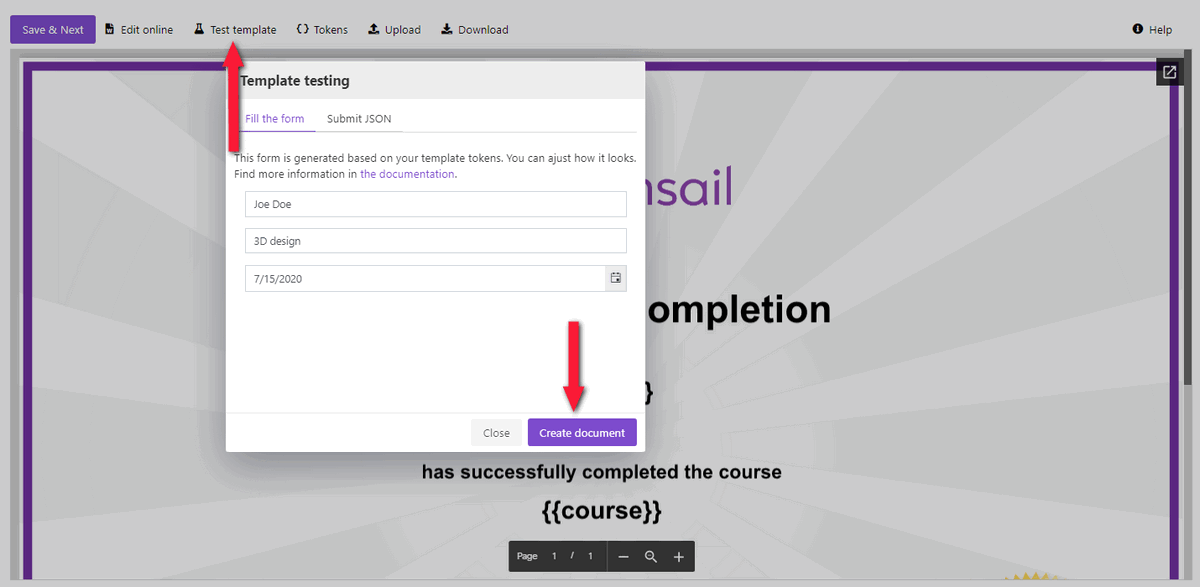 Save & Next Edit online Test template Tokens Upload Download Help
Template testing
Fill the form Submit JSON
This form is generated based on your template tokens. You can ajust how it looks.
Find more information in the documentation.
Joe Doe
3D design
7/15/2020
Close Create document
nsail
ompletion
}
has successfully completed the course
{{course}}
Page 1 / 1